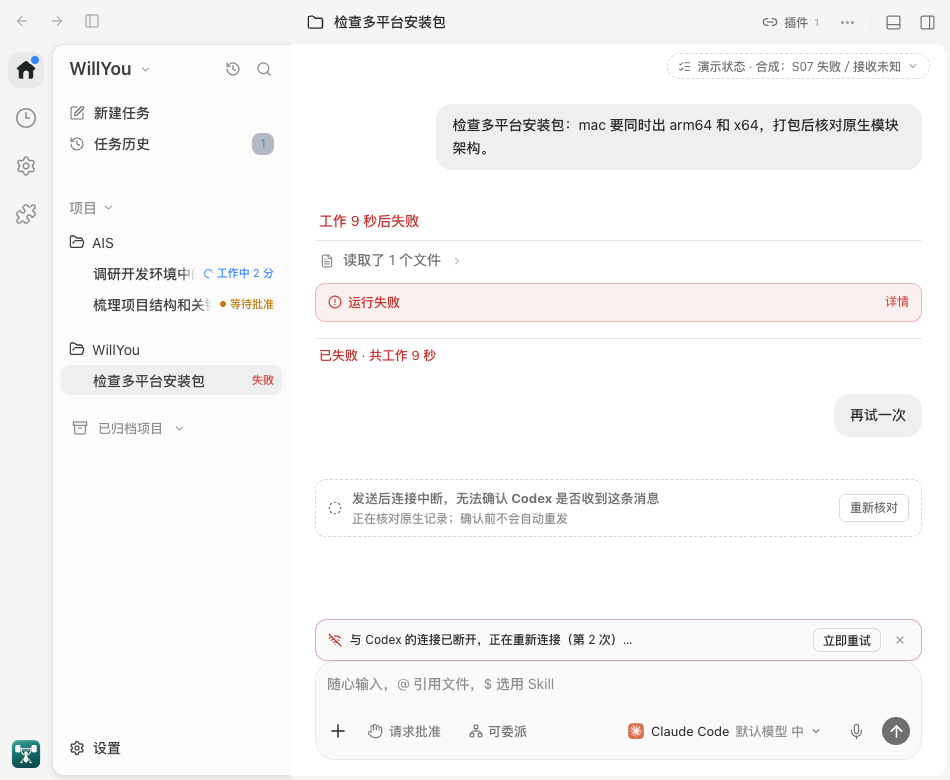 检查多平台安装包
插件 1
WillYou
演示状态 · 合成：S07 失败 / 接收未知
新建任务
任务历史 1
项目
AIS
调研开发环境中 工作中 2 分
梳理项目结构和关 等待批准
WillYou
检查多平台安装包 失败
已归档项目
设置
检查多平台安装包：mac 要同时出 arm64 和 x64，打包后核对原生模块
架构。
工作 9 秒后失败
读取了 1 个文件
运行失败 详情
已失败 · 共工作 9 秒
再试一次
发送后连接中断，无法确认 Codex 是否收到这条消息
正在核对原生记录；确认前不会自动重发
重新核对
与 Codex 的连接已断开，正在重新连接（第 2 次）...
立即重试
随心输入，@ 引用文件，$ 选用 Skill
请求批准 可委派 Claude Code 默认模型 中